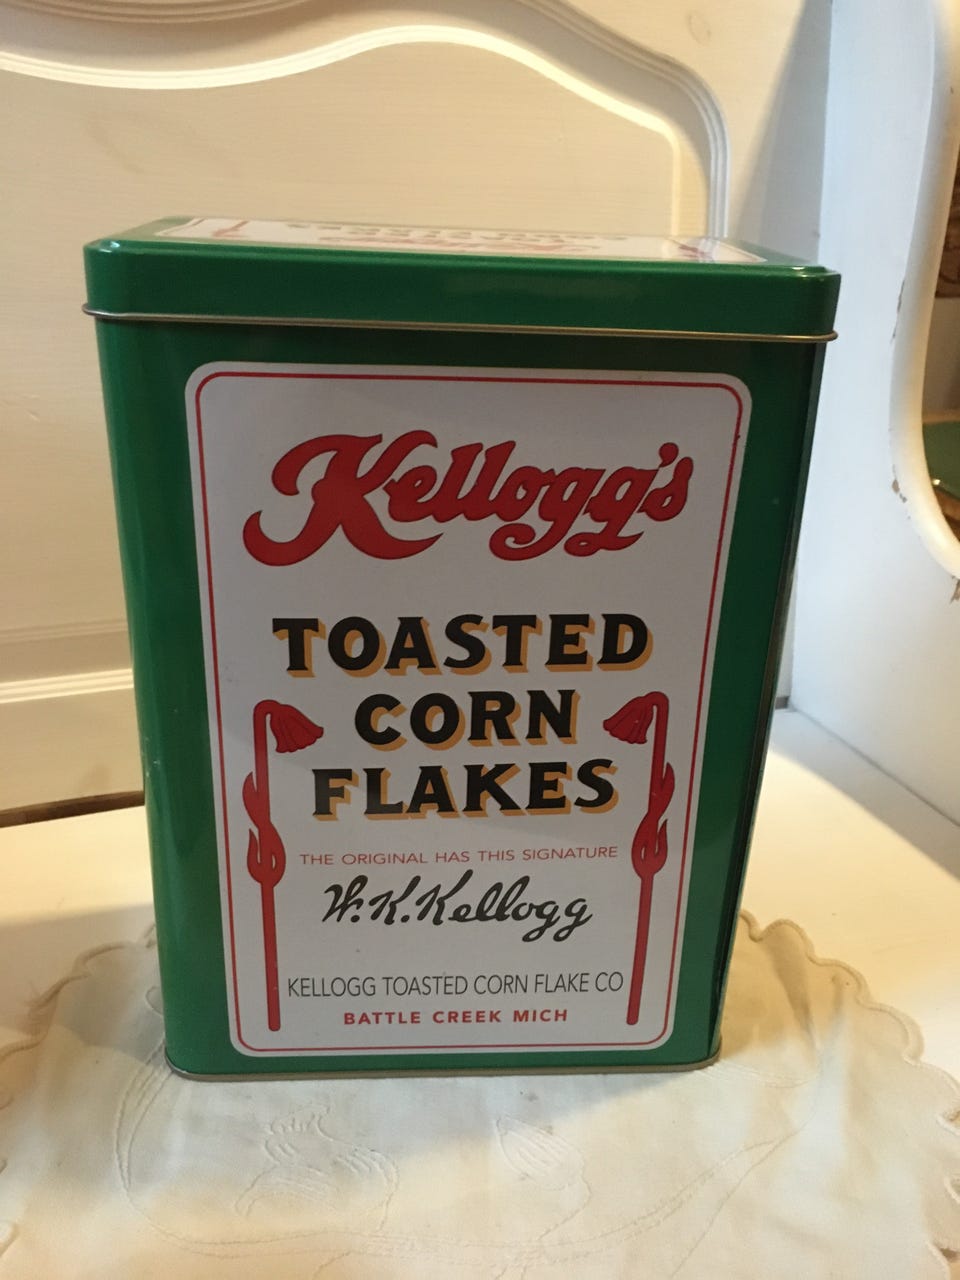 Kellogg's
TOASTED
CORN
FLAKES
THE ORIGINAL HAS THIS SIGNATURE
W.K.Kellogg
KELLOGG TOASTED CORN FLAKE CO
BATTLE CREEK MICH